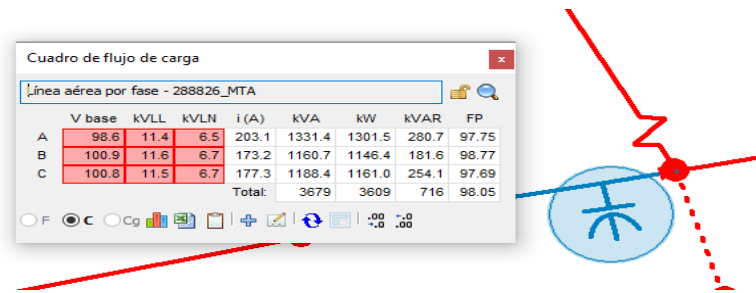 Cuadro de flujo de carga
x
Línea aérea por fase - 288826_MTA
V base kVLL kVLN i (A) kVA kW kVAR FP
A 98.6 11.4 6.5 203.1 1331.4 1301.5 280.7 97.75
B 100.9 11.6 6.7 173.2 1160.7 1146.4 181.6 98.77
C 100.8 11.5 6.7 177.3 1188.4 1161.0 254.1 97.69
Total: 3679 3609 716 98.05
F C Cg